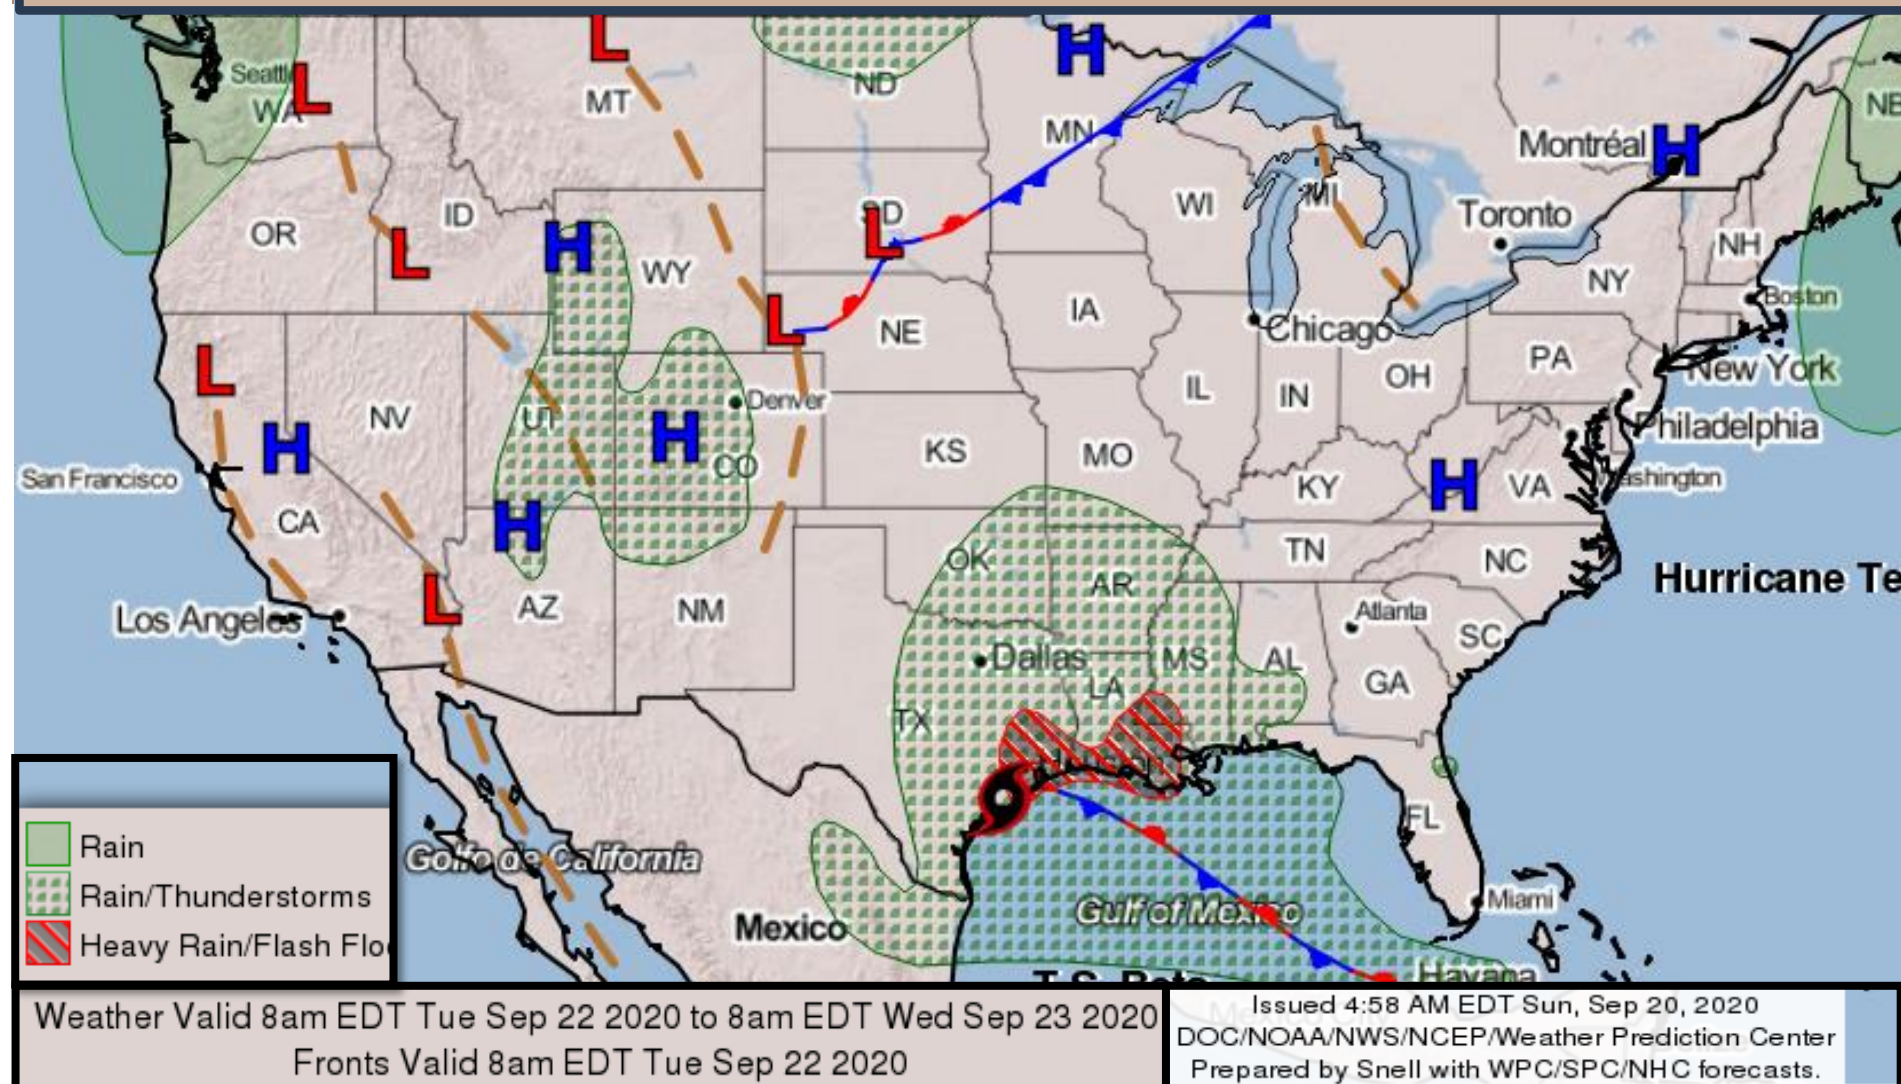 Seattle
WA
L
L
MT
ND
H
MN
Montréal
H
NB
OR
ID
L
H
WY
SD
L
WI
MI
Toronto
NH
NY
Boston
L
L
NE
IA
Chicago
IL
IN
OH
PA
New York
Philadelphia
NV
H
UT
H
Denver
CO
KS
MO
KY
H
VA
San Francisco
CA
H
OK
AR
TN
NC
Hurricane Te
Los Angeles
L
AZ
NM
Dallas
LA
MS
AL
Atlanta
SC
GA
TX
FL
Golfo de California
Mexico
Gulf of Mexico
Miami
Havana
Rain
Rain/Thunderstorms
Heavy Rain/Flash Flo
Weather Valid 8am EDT Tue Sep 22 2020 to 8am EDT Wed Sep 23 2020
Fronts Valid 8am EDT Tue Sep 22 2020
Issued 4:58 AM EDT Sun, Sep 20, 2020
DOC/NOAA/NWS/NCEP/Weather Prediction Center
Prepared by Snell with WPC/SPC/NHC forecasts.